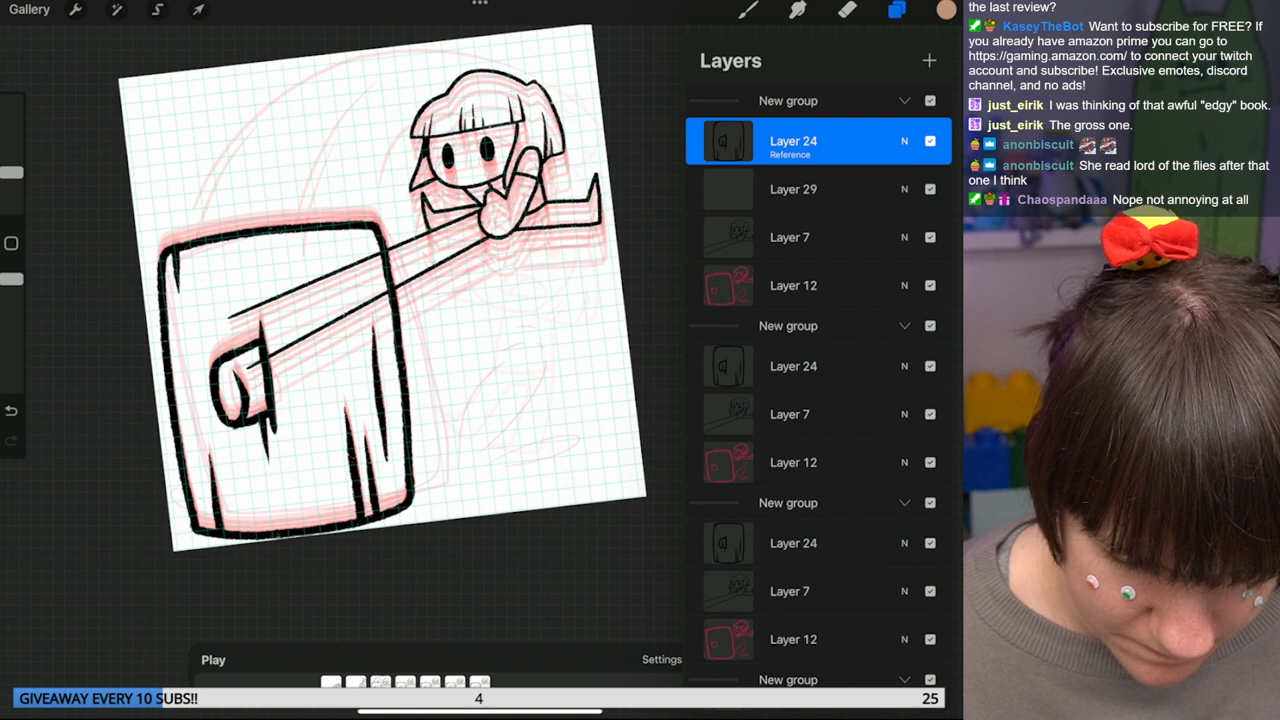 Gallery
Layers
New group
Layer 24
N
Reference
Layer 29
N
Layer 7
N
Layer 12
N
New group
Layer 24
N
Layer 7
N
Layer 12
N
New group
Layer 24
N
Layer 7
N
Layer 12
N
New group
Play
Settings
GIVEAWAY EVERY 10 SUBS!!
4
25
the last review?
KaseyTheBot Want to subscribe for FREE? If
you already have amazon prime you can go to
https://gaming.amazon.com/ to connect your twitch
account and subscribe! Exclusive emotes, discord
channel, and no ads!
just_eirik I was thinking of that awful "edgy" book.
just_eirik The gross one.
anonbiscuit
anonbiscuit She read lord of the flies after that
one I think
Chaospandaaa Nope not annoying at all